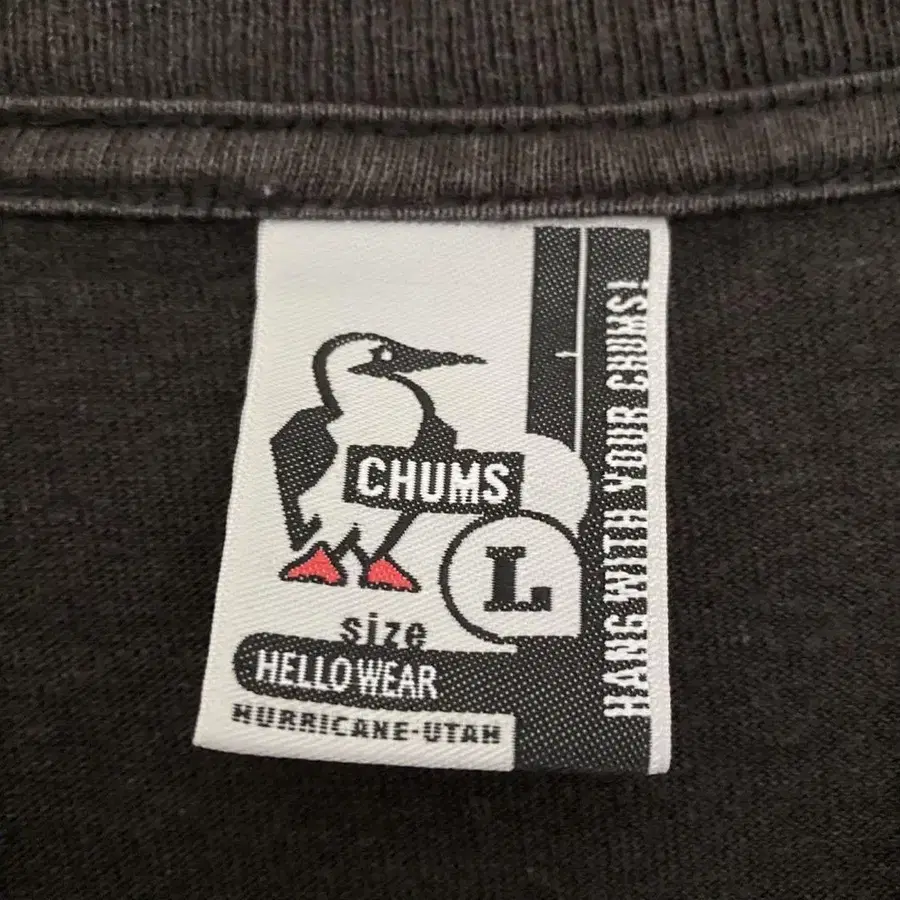 CHUMS
L
size
HELLO WEAR
HURRICANE-UTAH
HANG WITH YOUR CHUMS!